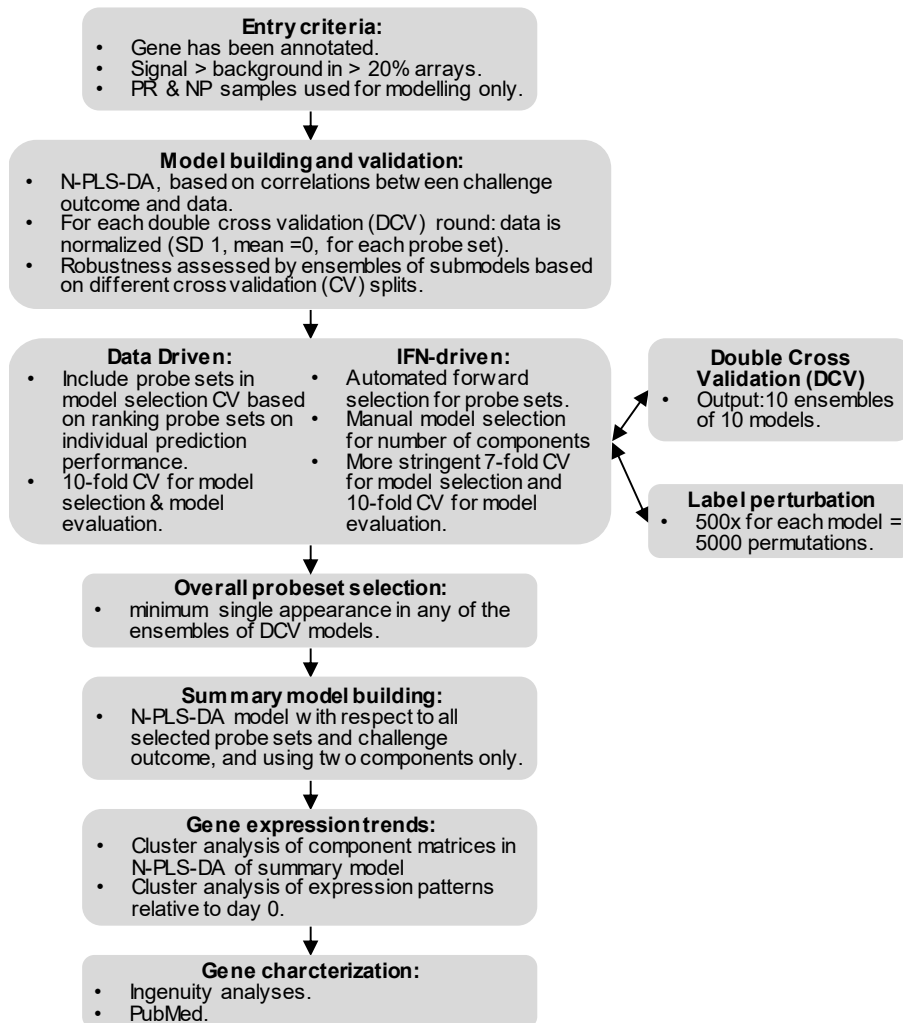 Entry criteria:
• Gene has been annotated.
• Signal > background in > 20% arrays.
• PR & NP samples used for modelling only.
Model building and validation:
• N-PLS-DA, based on correlations between challenge
outcome and data.
• For each double cross validation (DCV) round: data is
normalized (SD 1, mean =0, for each probe set).
• Robustness assessed by ensembles of submodels based
on different cross validation (CV) splits.
Data Driven:
• Include probe sets in
model selection CV based
on ranking probe sets on
individual prediction
performance.
• 10-fold CV for model
selection & model
evaluation.
IFN-driven:
• Automated forward
selection for probe sets.
• Manual model selection
for number of components
• More stringent 7-fold CV
for model selection and
10-fold CV for model
evaluation.
Double Cross
Validation (DCV)
• Output:10 ensembles
of 10 models.
Label perturbation
• 500x for each model =
5000 permutations.
Overall probeset selection:
• minimum single appearance in any of the
ensembles of DCV models.
Summary model building:
• N-PLS-DA model with respect to all
selected probe sets and challenge
outcome, and using two components only.
Gene expression trends:
• Cluster analysis of component matrices in
N-PLS-DA of summary model
• Cluster analysis of expression patterns
relative to day 0.
Gene charcterization:
• Ingenuity analyses.
• PubMed.